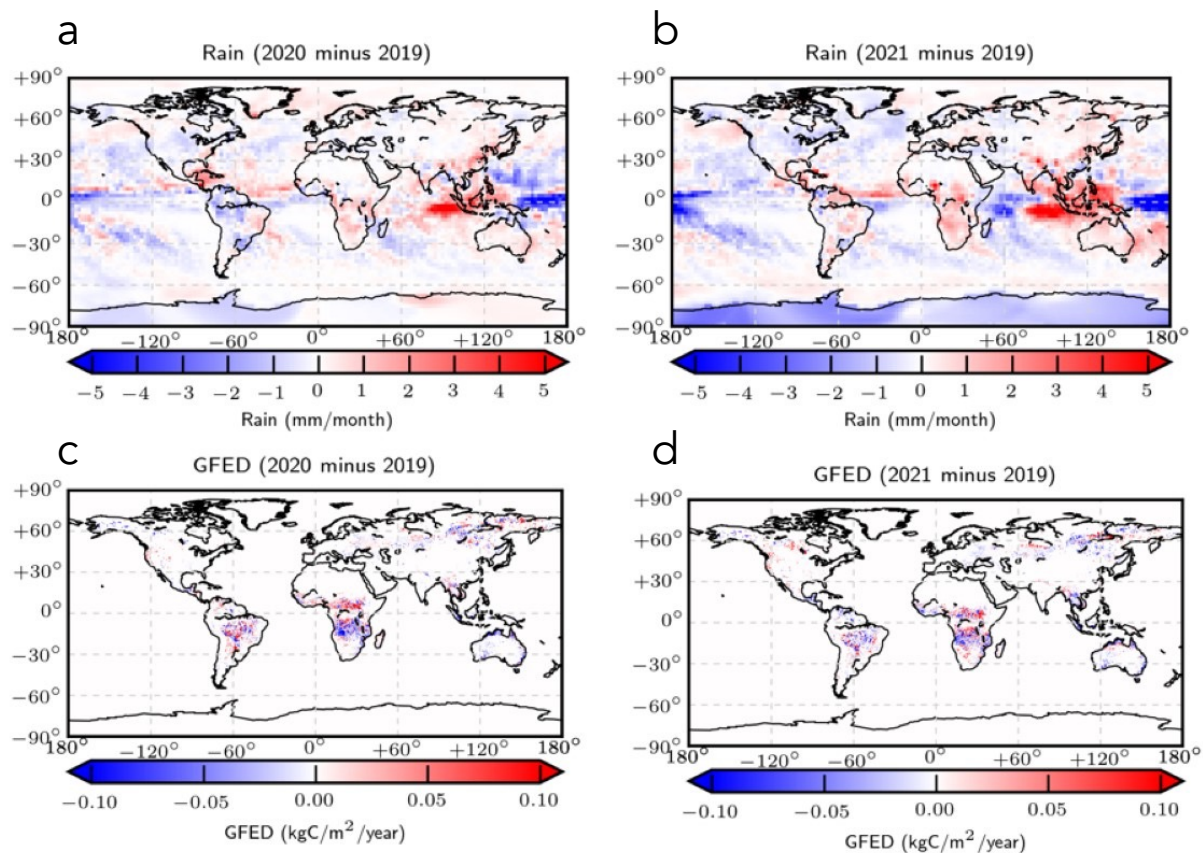 a
Rain (2020 minus 2019)
+90°
+60°
+30°
0°
−30°
−60°
−90°
180° −120° −60° 0° +60° +120° 180°
−5 −4 −3 −2 −1 0 1 2 3 4 5
Rain (mm/month)
b
Rain (2021 minus 2019)
+90°
+60°
+30°
0°
−30°
−60°
−90°
180° −120° −60° 0° +60° +120° 180°
−5 −4 −3 −2 −1 0 1 2 3 4 5
Rain (mm/month)
c
GFED (2020 minus 2019)
+90°
+60°
+30°
0°
−30°
−60°
−90°
180° −120° −60° 0° +60° +120° 180°
−0.10 −0.05 0.00 0.05 0.10
GFED (kgC/m²/year)
d
GFED (2021 minus 2019)
+90°
+60°
+30°
0°
−30°
−60°
−90°
180° −120° −60° 0° +60° +120° 180°
−0.10 −0.05 0.00 0.05 0.10
GFED (kgC/m²/year)